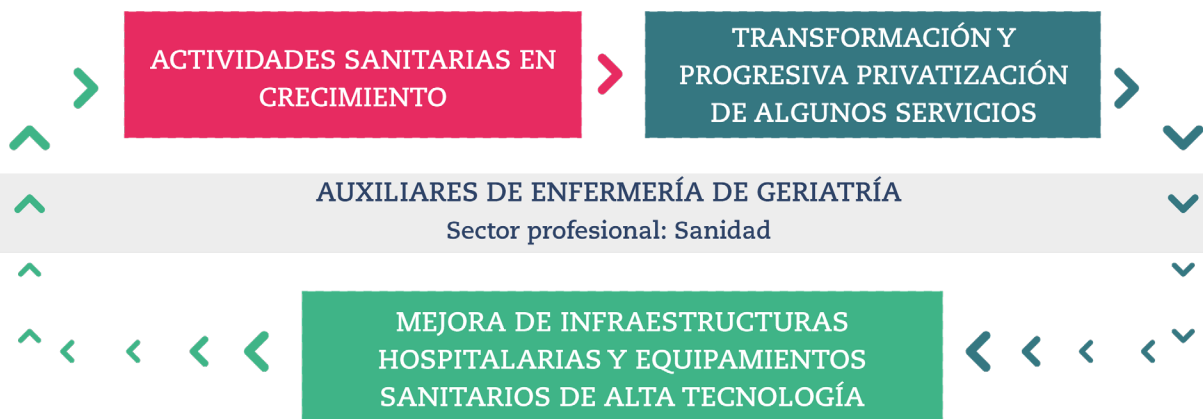 ACTIVIDADES SANITARIAS EN
CRECIMIENTO
TRANSFORMACIÓN Y
PROGRESIVA PRIVATIZACIÓN
DE ALGUNOS SERVICIOS
AUXILIARES DE ENFERMERÍA DE GERIATRÍA
Sector profesional: Sanidad
MEJORA DE INFRAESTRUCTURAS
HOSPITALARIAS Y EQUIPAMIENTOS
SANITARIOS DE ALTA TECNOLOGÍA